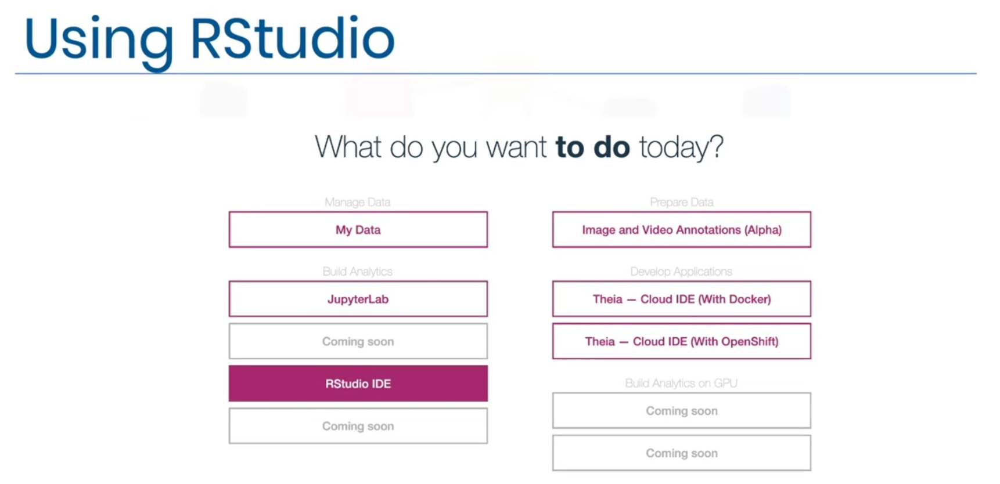 Using RStudio
What do you want to do today?
Manage Data
My Data
Build Analytics
JupyterLab
Coming soon
RStudio IDE
Coming soon
Prepare Data
Image and Video Annotations (Alpha)
Develop Applications
Theia — Cloud IDE (With Docker)
Theia — Cloud IDE (With OpenShift)
Build Analytics on GPU
Coming soon
Coming soon